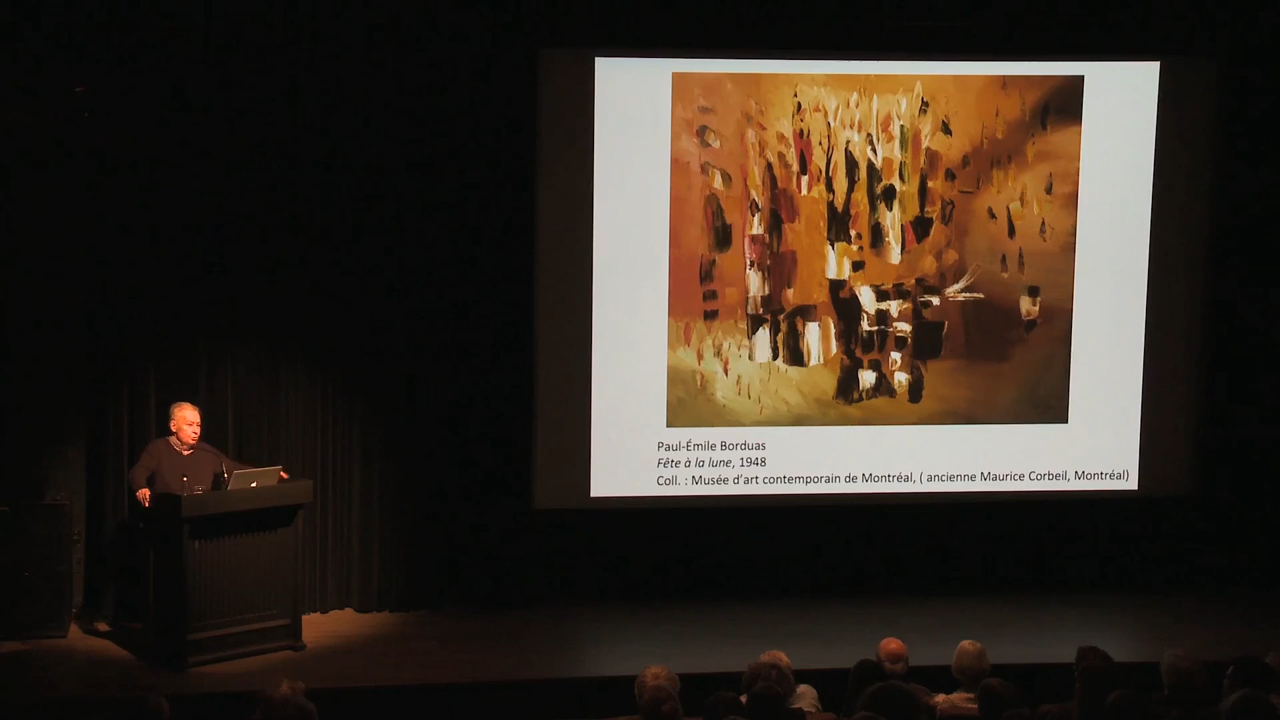 Paul-Émile Borduas
Fête à la lune, 1948
Coll. : Musée d'art contemporain de Montréal, ( ancienne Maurice Corbeil, Montréal)